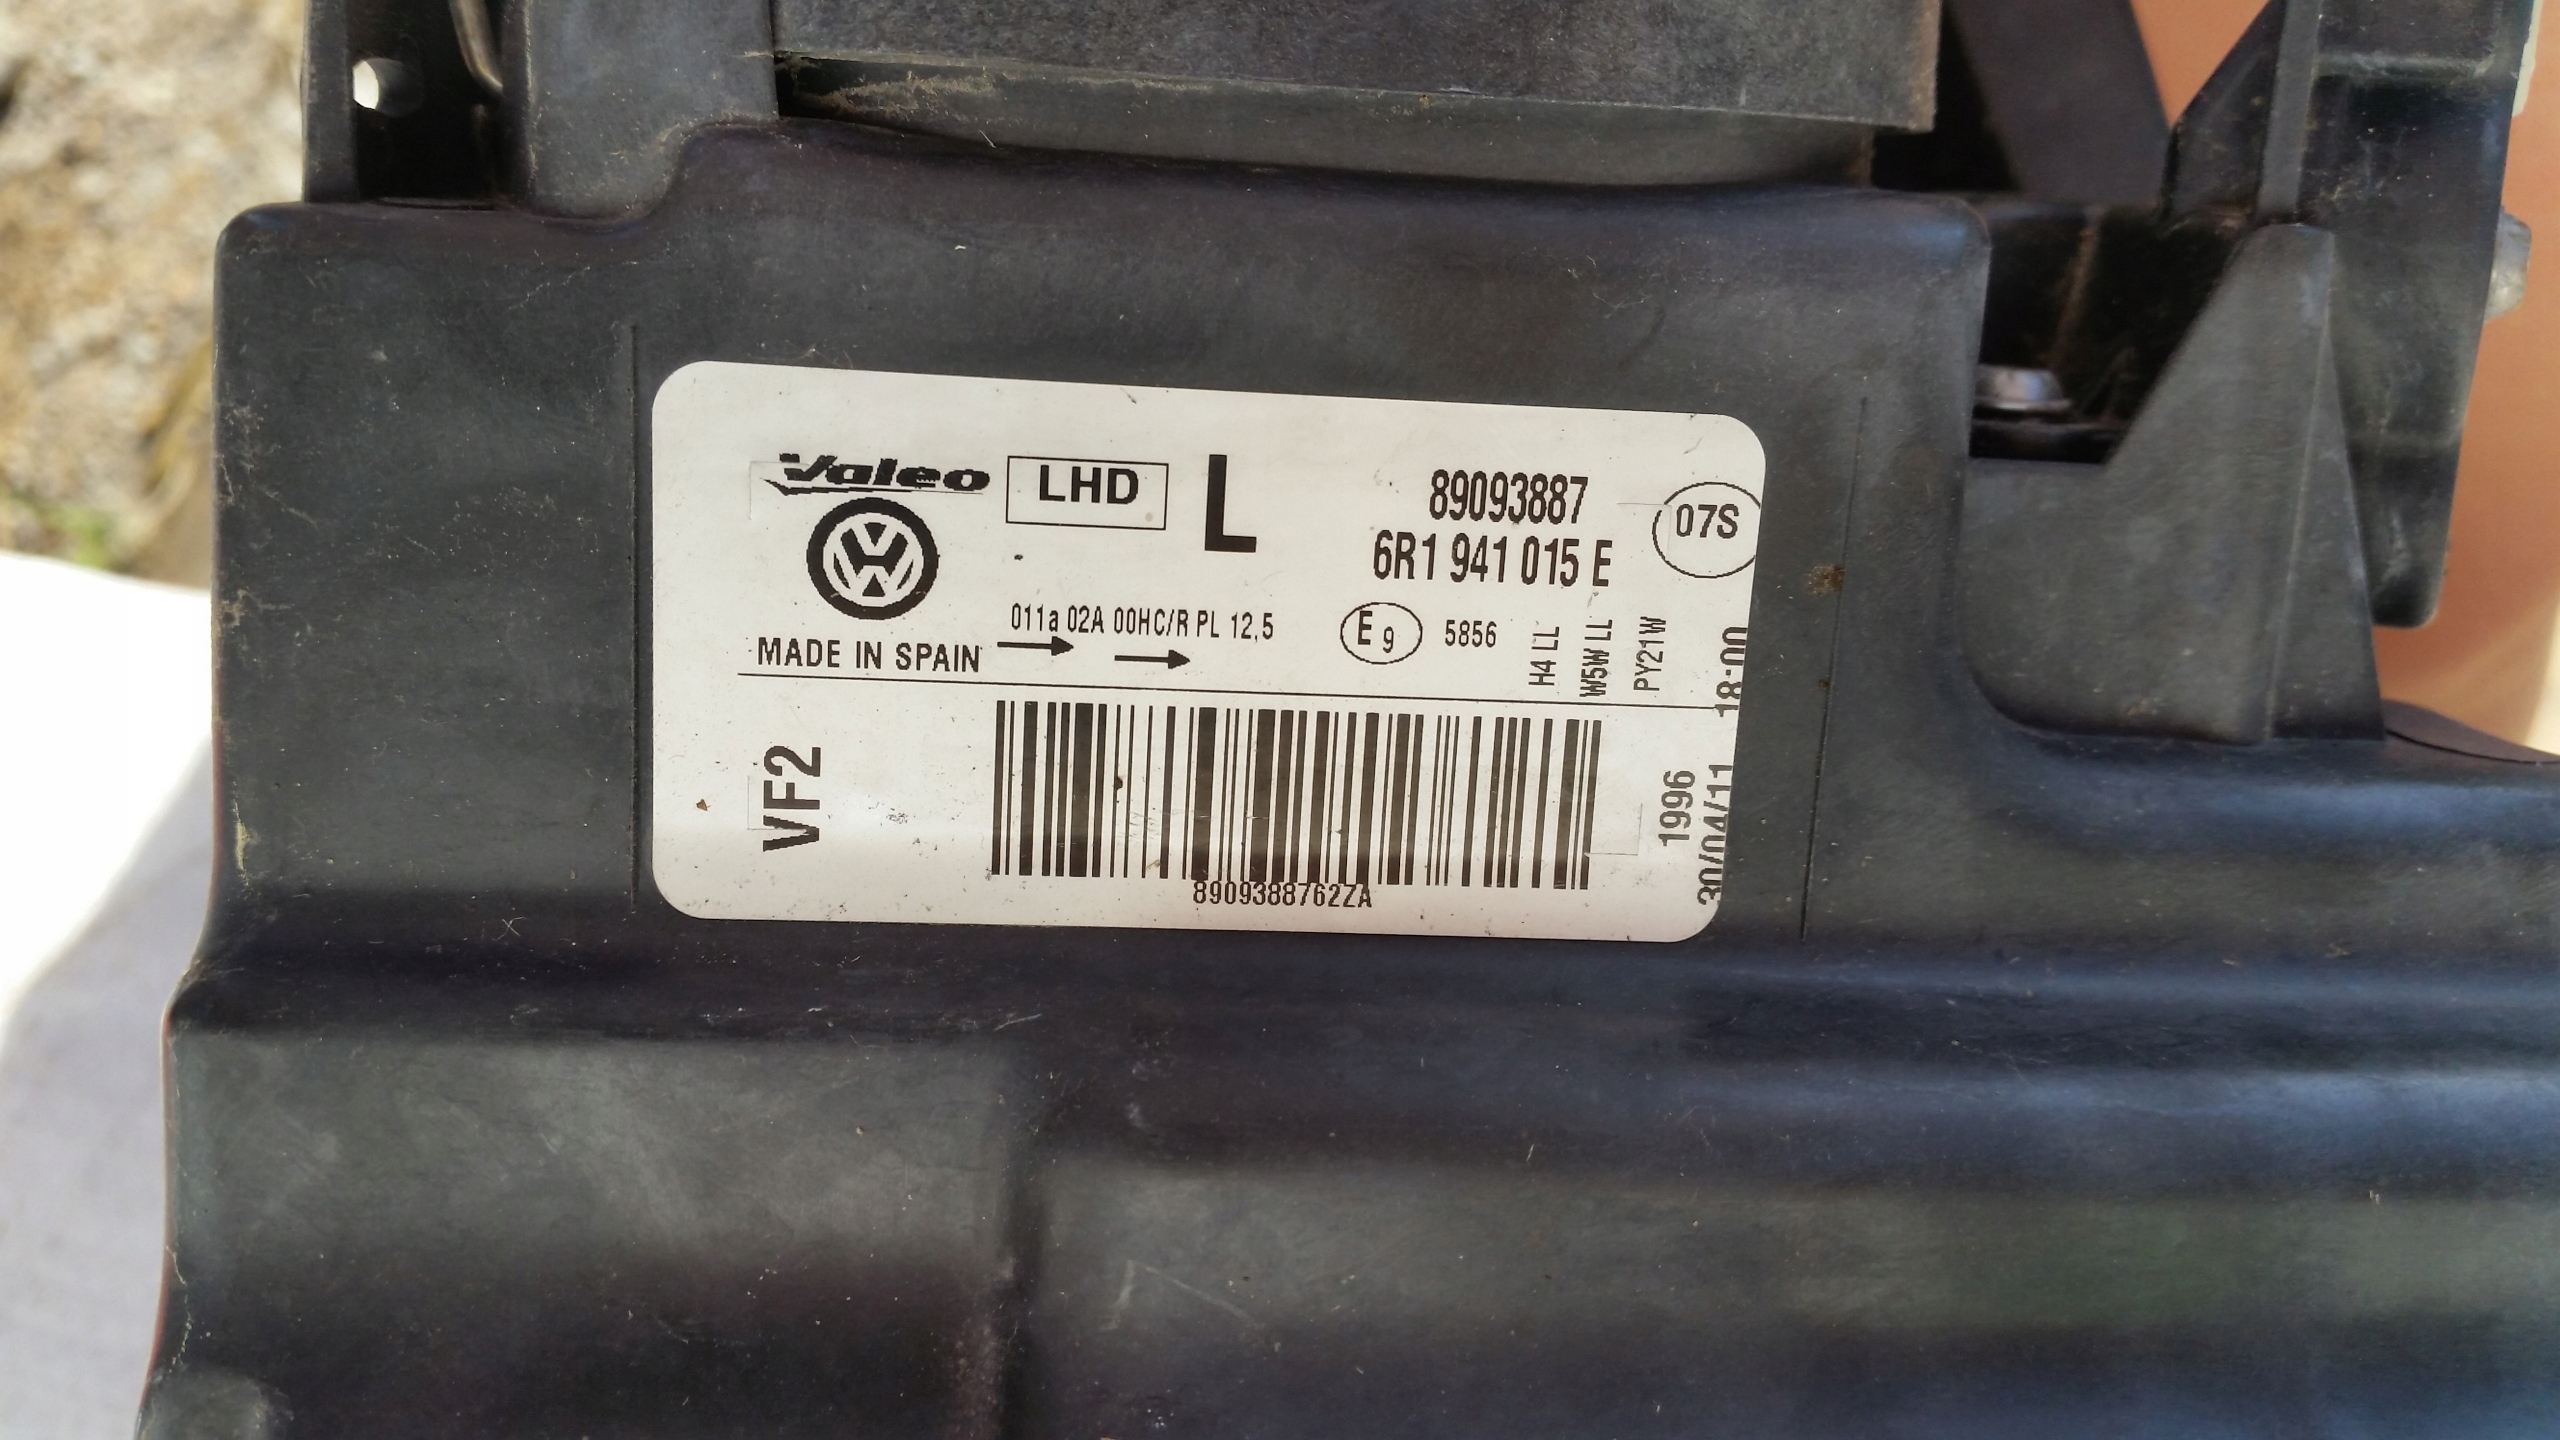 Valeo LHD L 89093887 07S
6R1 941 015 E
011a 02A 00HC/R PL 12,5 E9 5856
MADE IN SPAIN
H4 LL
W5W LL
PY21W
18:00
VF2
1996
30/04/11
8909388762ZA